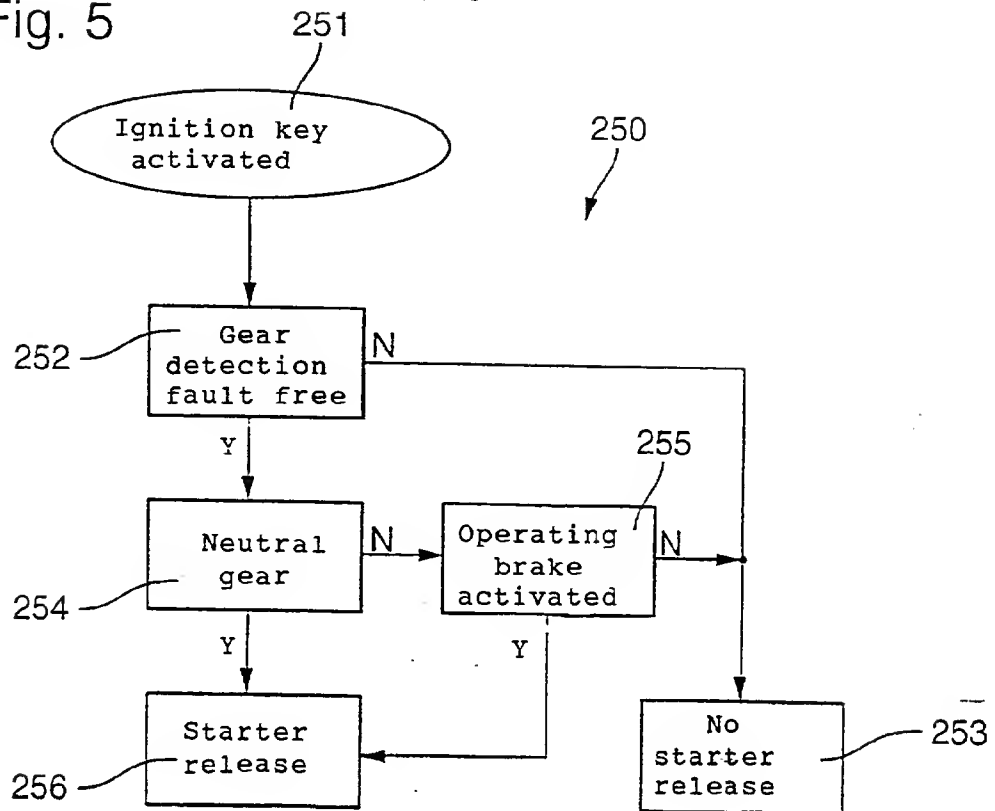 Fig. 5
251
Ignition key
activated
250
252
Gear
detection
fault free
N
Y
255
254
Neutral
gear
N
Operating
brake
activated
N
Y
Y
256
Starter
release
No
starter
release
253